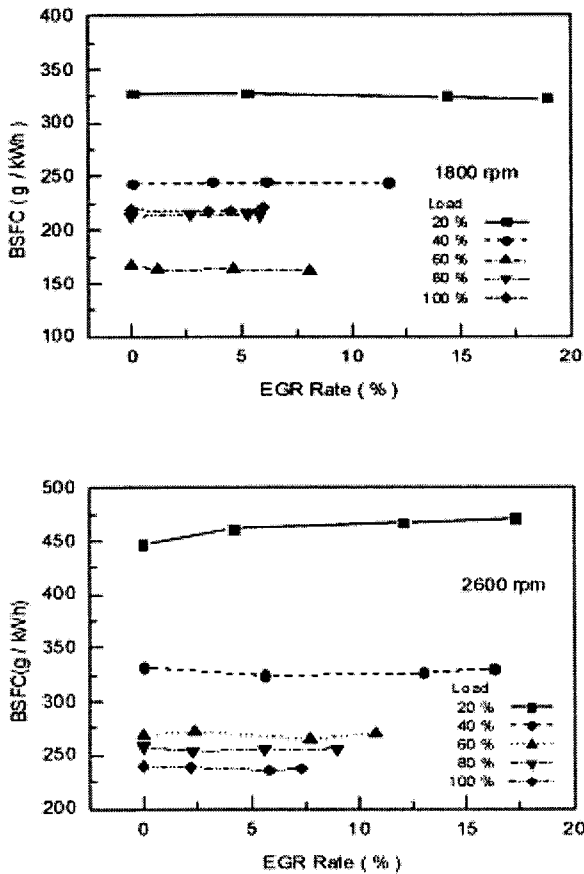 400
350
300
250
200
150
100
BSFC ( g / kWh )
1800 rpm
Load
20 %
40 %
60 %
80 %
100 %
0 5 10 15 20
EGR Rate ( % )
500
450
400
350
300
250
200
BSFC(g / kWh)
2600 rpm
Load
20 %
40 %
60 %
80 %
100 %
0 5 10 15 20
EGR Rate ( % )